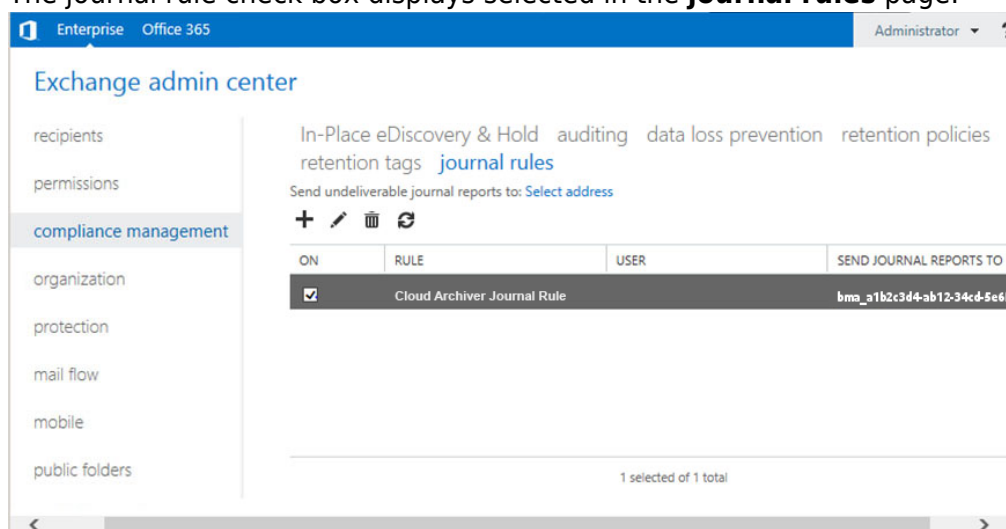 The journal rule check box displays selected in the journal rules page.
Enterprise Office 365 Administrator ?
Exchange admin center
recipients
permissions
compliance management
organization
protection
mail flow
mobile
public folders
In-Place eDiscovery & Hold auditing data loss prevention retention policies
retention tags journal rules
Send undeliverable journal reports to: Select address
ON RULE USER SEND JOURNAL REPORTS TO
Cloud Archiver Journal Rule bma_a1b2c3d4-ab12-34cd-5e6
1 selected of 1 total